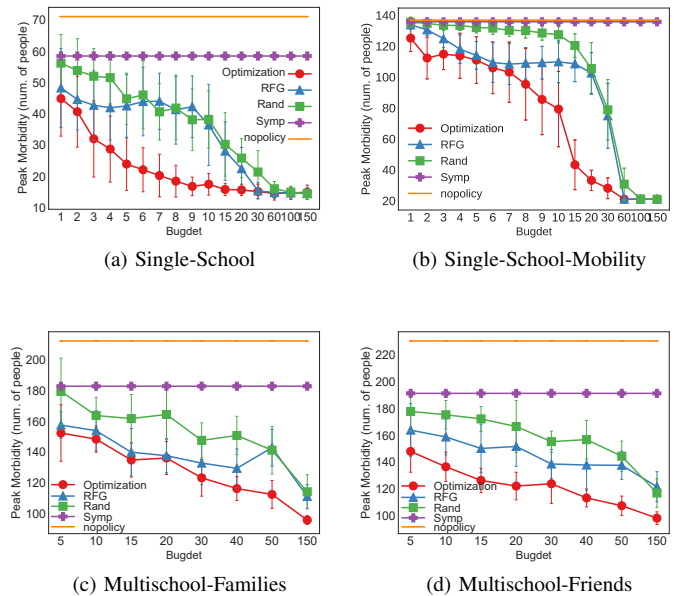 Peak Morbidity (num. of people)
70
60
50
40
30
20
10
Optimization
RFG
Rand
Symp
nopolicy
1 2 3 4 5 6 7 8 9 10 15 20 30 60 100 150
Bugdet
(a) Single-School
Peak Morbidity (num. of people)
140
120
100
80
60
40
20
Optimization
RFG
Rand
Symp
nopolicy
1 2 3 4 5 6 7 8 9 10 15 20 30 60 100 150
Bugdet
(b) Single-School-Mobility
Peak Morbidity (num. of people)
200
180
160
140
120
100
Optimization
RFG
Rand
Symp
nopolicy
5 10 15 20 30 40 50 150
Bugdet
(c) Multischool-Families
Peak Morbidity (num. of people)
220
200
180
160
140
120
100
Optimization
RFG
Rand
Symp
nopolicy
5 10 15 20 30 40 50 150
Bugdet
(d) Multischool-Friends